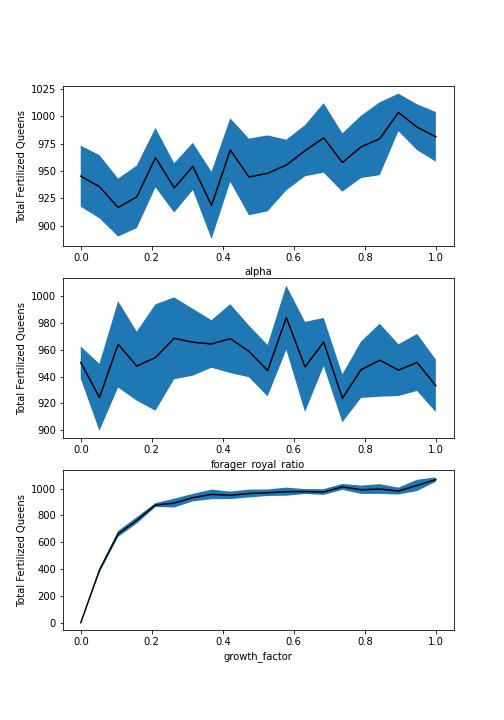 Total Fertilized Queens
1025
1000
975
950
925
900
0.0 0.2 0.4 0.6 0.8 1.0
alpha
Total Fertilized Queens
1000
980
960
940
920
900
0.0 0.2 0.4 0.6 0.8 1.0
forager_royal_ratio
Total Fertilized Queens
1000
800
600
400
200
0
0.0 0.2 0.4 0.6 0.8 1.0
growth_factor